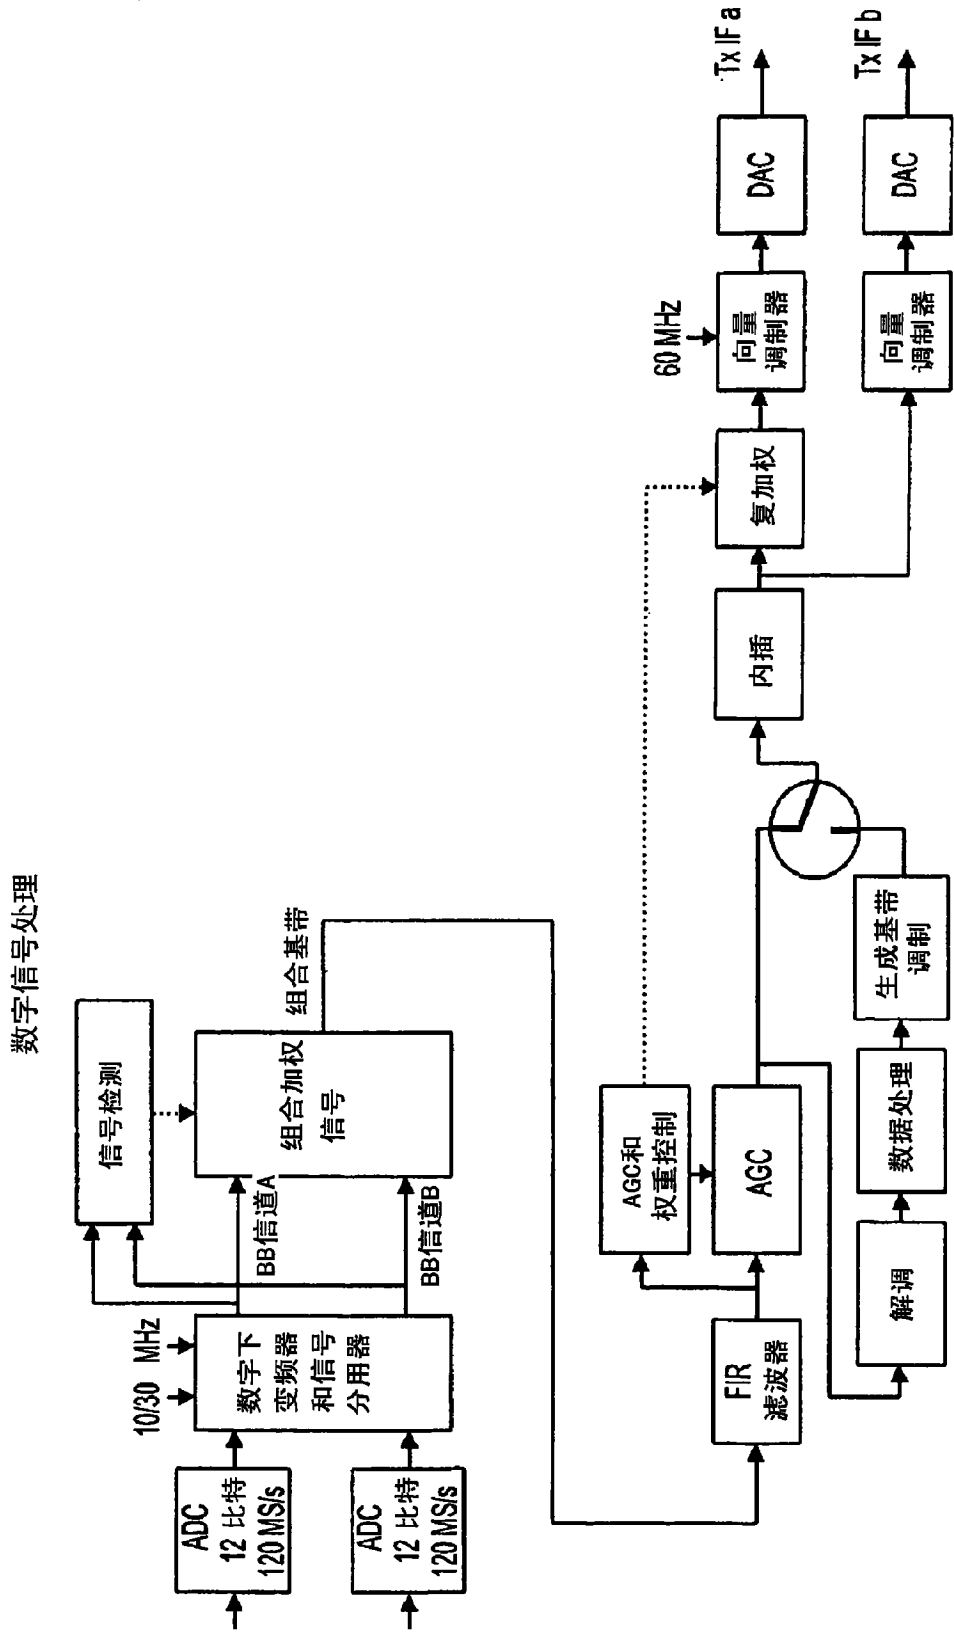 数字信号处理
ADC
12 比特
120 MS/s
ADC
12 比特
120 MS/s
10/30 MHz
数字下
变频器
和信号
分用器
BB信道A
BB信道B
信号检测
组合加权
信号
组合基带
FIR
滤波器
AGC和
权重控制
AGC
解调
数据处理
生成基带
调制
内插
复加权
60 MHz
向量
调制器
向量
调制器
DAC
DAC
Tx IF a
Tx IF b